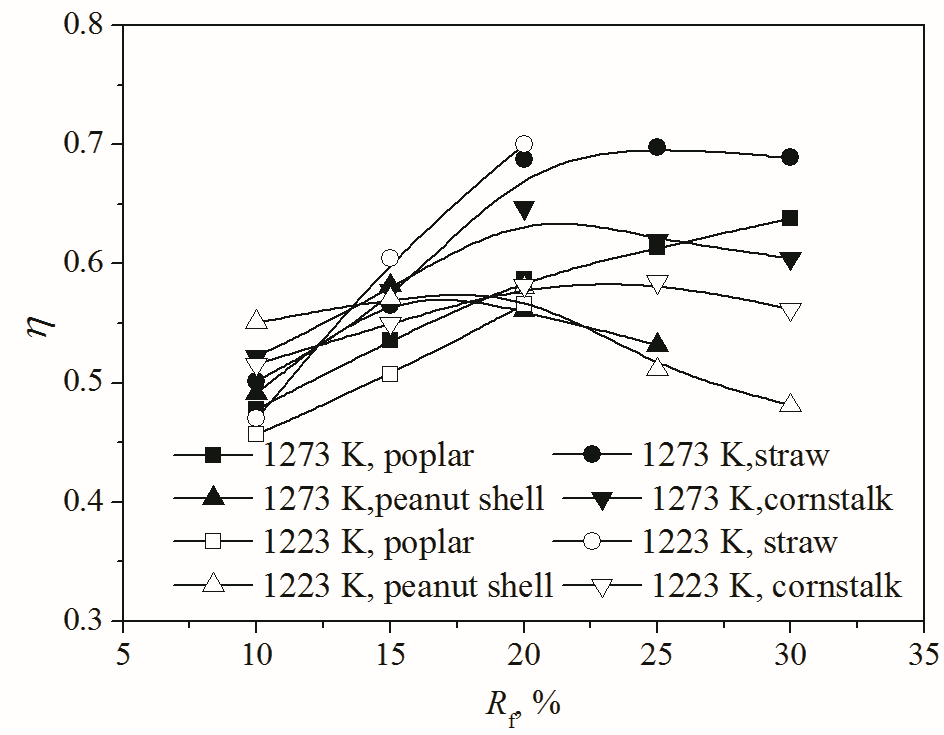 0.8
0.7
0.6
0.5
0.4
0.3
η
1273 K, poplar
1273 K,straw
1273 K,peanut shell
1273 K,cornstalk
1223 K, poplar
1223 K, straw
1223 K, peanut shell
1223 K, cornstalk
5 10 15 20 25 30 35
Rf, %